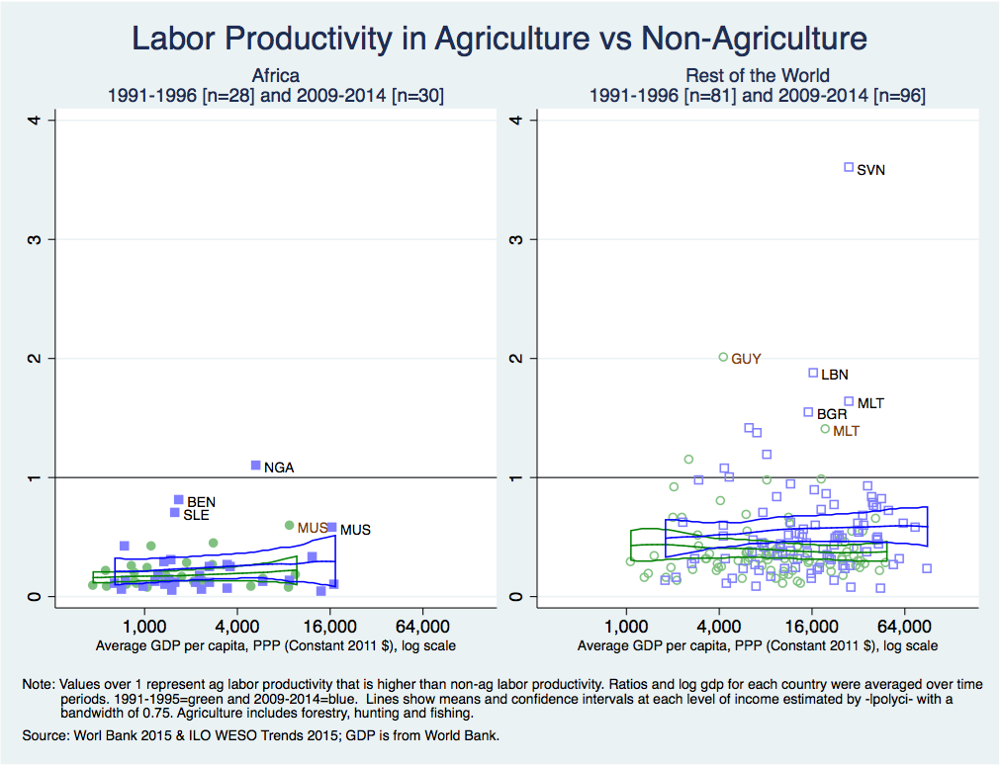 Labor Productivity in Agriculture vs Non-Agriculture
Africa
1991-1996 [n=28] and 2009-2014 [n=30]
Rest of the World
1991-1996 [n=81] and 2009-2014 [n=96]
4
3
2
1
0
NGA
BEN
SLE
MUS
MUS
1,000
4,000
16,000
64,000
Average GDP per capita, PPP (Constant 2011 $), log scale
4
3
2
1
0
SVN
GUY
LBN
MLT
BGR
MLT
1,000
4,000
16,000
64,000
Average GDP per capita, PPP (Constant 2011 $), log scale
Note: Values over 1 represent ag labor productivity that is higher than non-ag labor productivity. Ratios and log gdp for each country were averaged over time
periods. 1991-1995=green and 2009-2014=blue. Lines show means and confidence intervals at each level of income estimated by -lpolyci- with a
bandwidth of 0.75. Agriculture includes forestry, hunting and fishing.
Source: Worl Bank 2015 & ILO WESO Trends 2015; GDP is from World Bank.